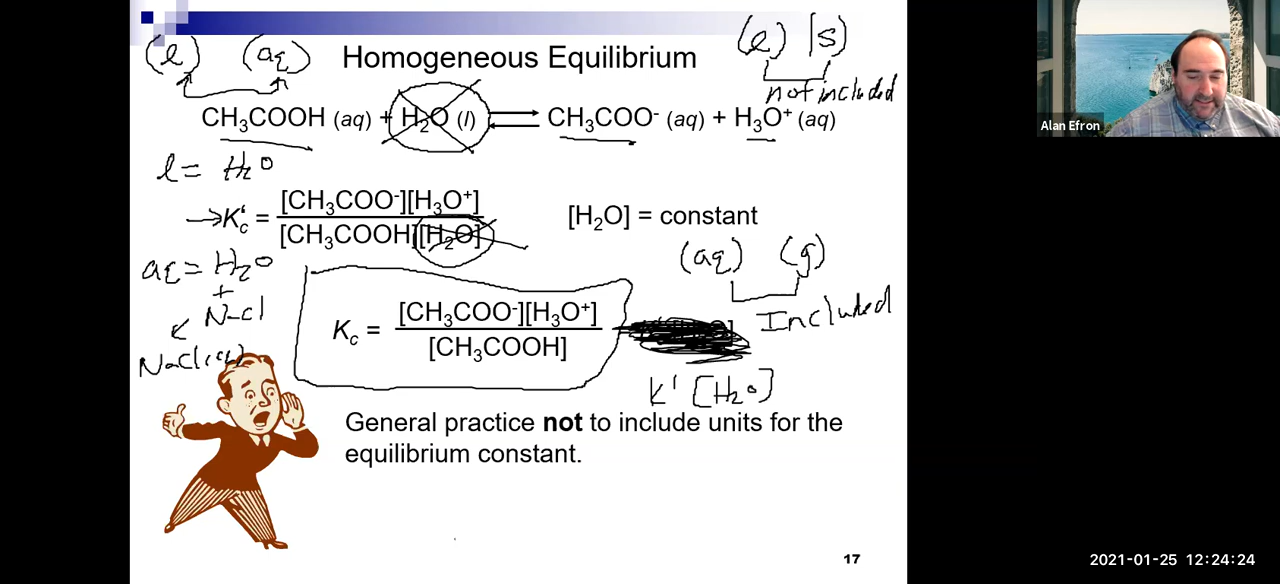 (l) (aq) Homogeneous Equilibrium (l) (s)
not included
CH₃COOH (aq) + H₂O (l) ⇌ CH₃COO⁻ (aq) + H₃O⁺ (aq)
Alan Efron
l = H₂O
→K'c = [CH₃COO⁻][H₃O⁺] / [CH₃COOH][H₂O] [H₂O] = constant
(aq) (g)
Included
aq = H₂O
+
NaCl
NaCl(aq)
Kc = [CH₃COO⁻][H₃O⁺] / [CH₃COOH]
K' [H₂O]
General practice not to include units for the
equilibrium constant.
17
2021-01-25 12:24:24